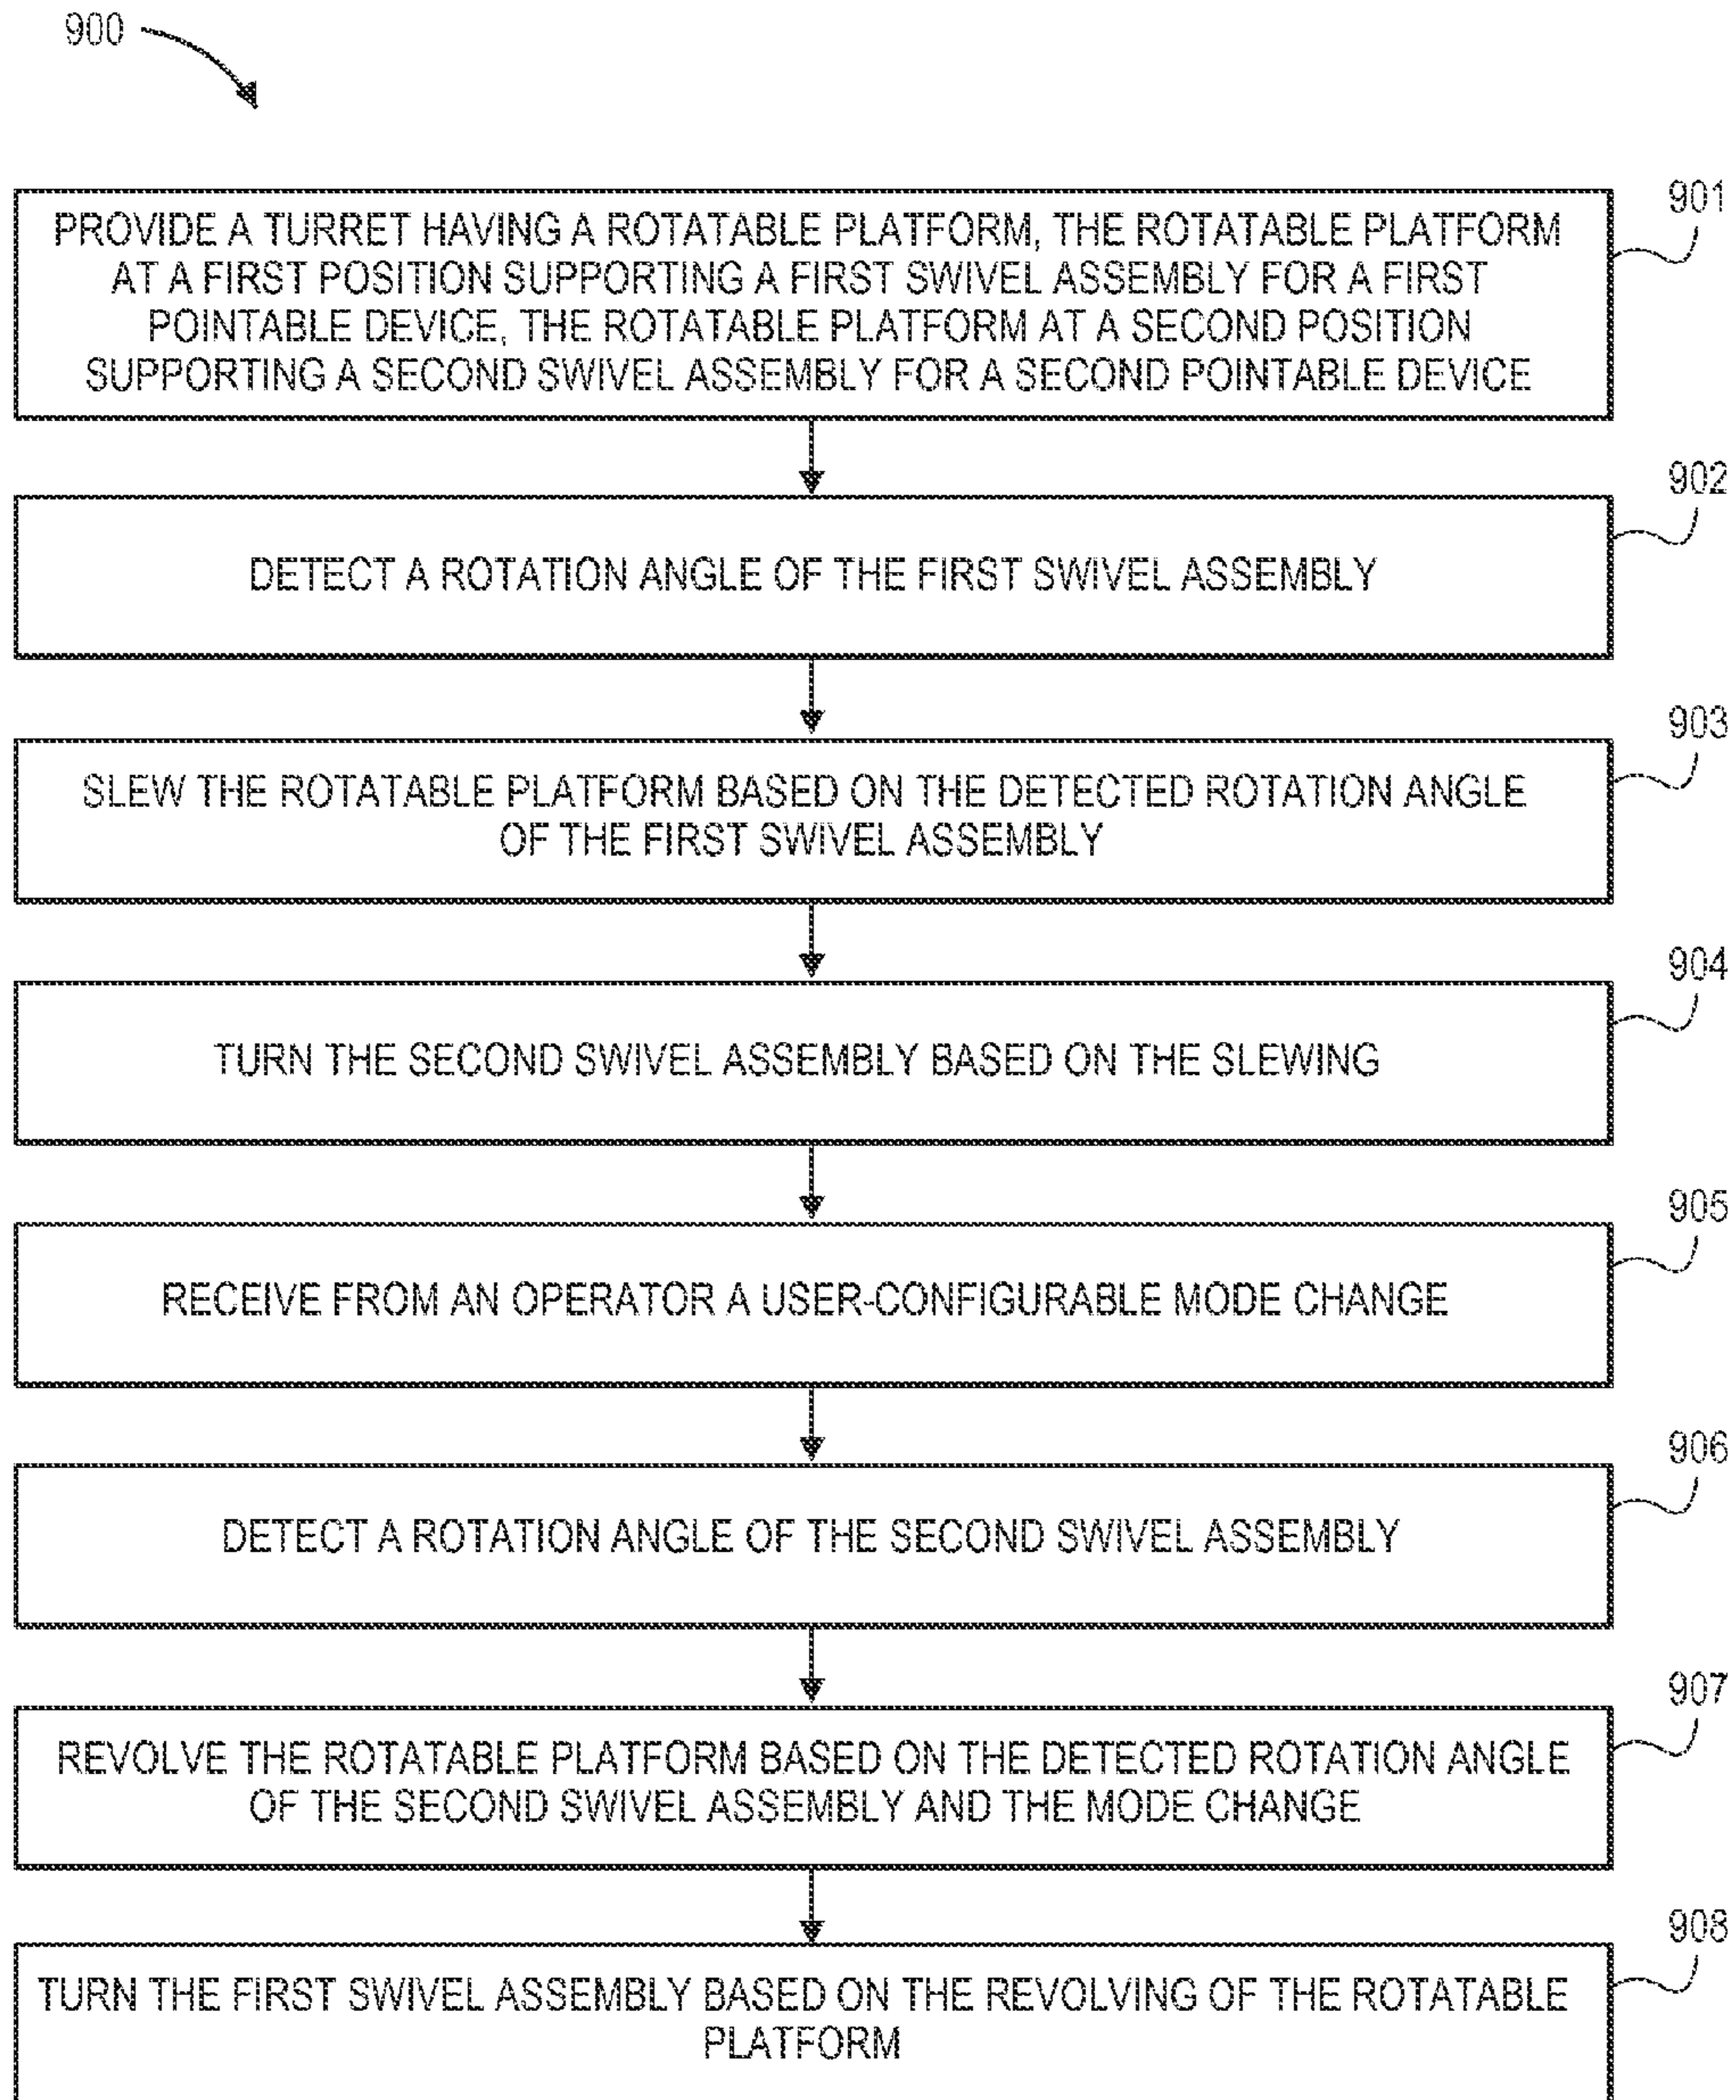 900
901
PROVIDE A TURRET HAVING A ROTATABLE PLATFORM, THE ROTATABLE PLATFORM
AT A FIRST POSITION SUPPORTING A FIRST SWIVEL ASSEMBLY FOR A FIRST
POINTABLE DEVICE, THE ROTATABLE PLATFORM AT A SECOND POSITION
SUPPORTING A SECOND SWIVEL ASSEMBLY FOR A SECOND POINTABLE DEVICE
902
DETECT A ROTATION ANGLE OF THE FIRST SWIVEL ASSEMBLY
903
SLEW THE ROTATABLE PLATFORM BASED ON THE DETECTED ROTATION ANGLE
OF THE FIRST SWIVEL ASSEMBLY
904
TURN THE SECOND SWIVEL ASSEMBLY BASED ON THE SLEWING
905
RECEIVE FROM AN OPERATOR A USER-CONFIGURABLE MODE CHANGE
906
DETECT A ROTATION ANGLE OF THE SECOND SWIVEL ASSEMBLY
907
REVOLVE THE ROTATABLE PLATFORM BASED ON THE DETECTED ROTATION ANGLE
OF THE SECOND SWIVEL ASSEMBLY AND THE MODE CHANGE
908
TURN THE FIRST SWIVEL ASSEMBLY BASED ON THE REVOLVING OF THE ROTATABLE
PLATFORM